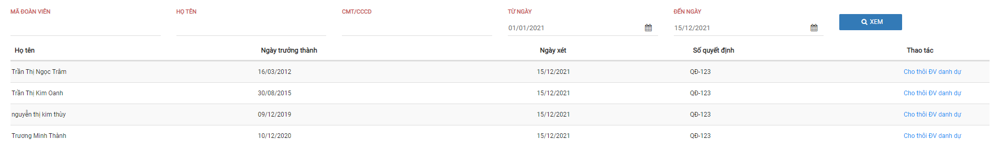 MÃ ĐOÀN VIÊN HỌ TÊN CMT/CCCD TỪ NGÀY ĐẾN NGÀY
01/01/2021 15/12/2021 XEM
Họ tên Ngày trưởng thành Ngày xét Số quyết định Thao tác
Trần Thị Ngọc Trâm 16/03/2012 15/12/2021 QĐ-123 Cho thôi ĐV danh dự
Trần Thị Kim Oanh 30/08/2015 15/12/2021 QĐ-123 Cho thôi ĐV danh dự
nguyễn thị kim thùy 09/12/2019 15/12/2021 QĐ-123 Cho thôi ĐV danh dự
Trương Minh Thành 10/12/2020 15/12/2021 QĐ-123 Cho thôi ĐV danh dự